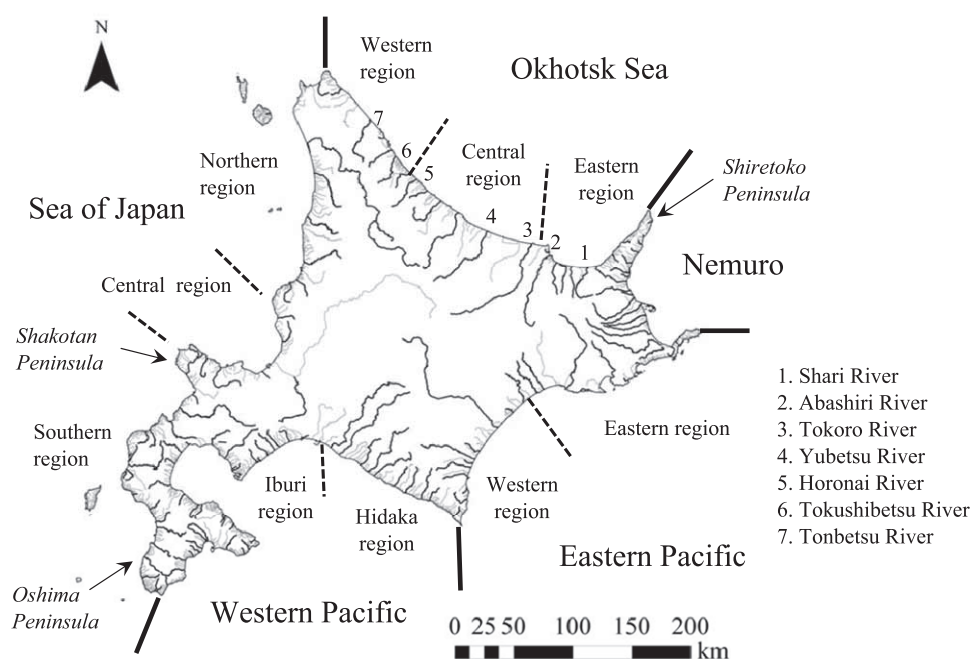 N
Western
region
Okhotsk Sea
7
6
5
Central
region
4
3
Eastern
region
2
1
Shiretoko
Peninsula
Northern
region
Sea of Japan
Nemuro
Central region
Shakotan
Peninsula
Southern
region
Iburi
region
Hidaka
region
Western
region
Eastern region
Eastern Pacific
Western Pacific
Oshima
Peninsula
1. Shari River
2. Abashiri River
3. Tokoro River
4. Yubetsu River
5. Horonai River
6. Tokushibetsu River
7. Tonbetsu River
0 25 50 100 150 200
km